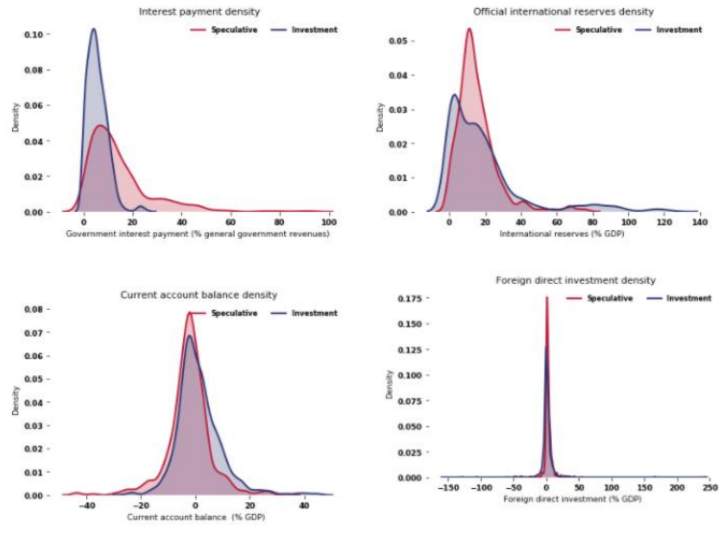 Interest payment density
Speculative Investment
0.10
0.08
0.06
0.04
0.02
0.00
Density
0 20 40 60 80 100
Government interest payment (% general government revenues)
Official international reserves density
Speculative Investment
0.05
0.04
0.03
0.02
0.01
0.00
Density
0 20 40 60 80 100 120 140
International reserves (% GDP)
Current account balance density
Speculative Investment
0.08
0.07
0.06
0.05
0.04
0.03
0.02
0.01
0.00
Density
−40 −20 0 20 40
Current account balance (% GDP)
Foreign direct investment density
Speculative Investment
0.175
0.150
0.125
0.100
0.075
0.050
0.025
0.000
Density
−150 −100 −50 0 50 100 150 200 250
Foreign direct investment (% GDP)